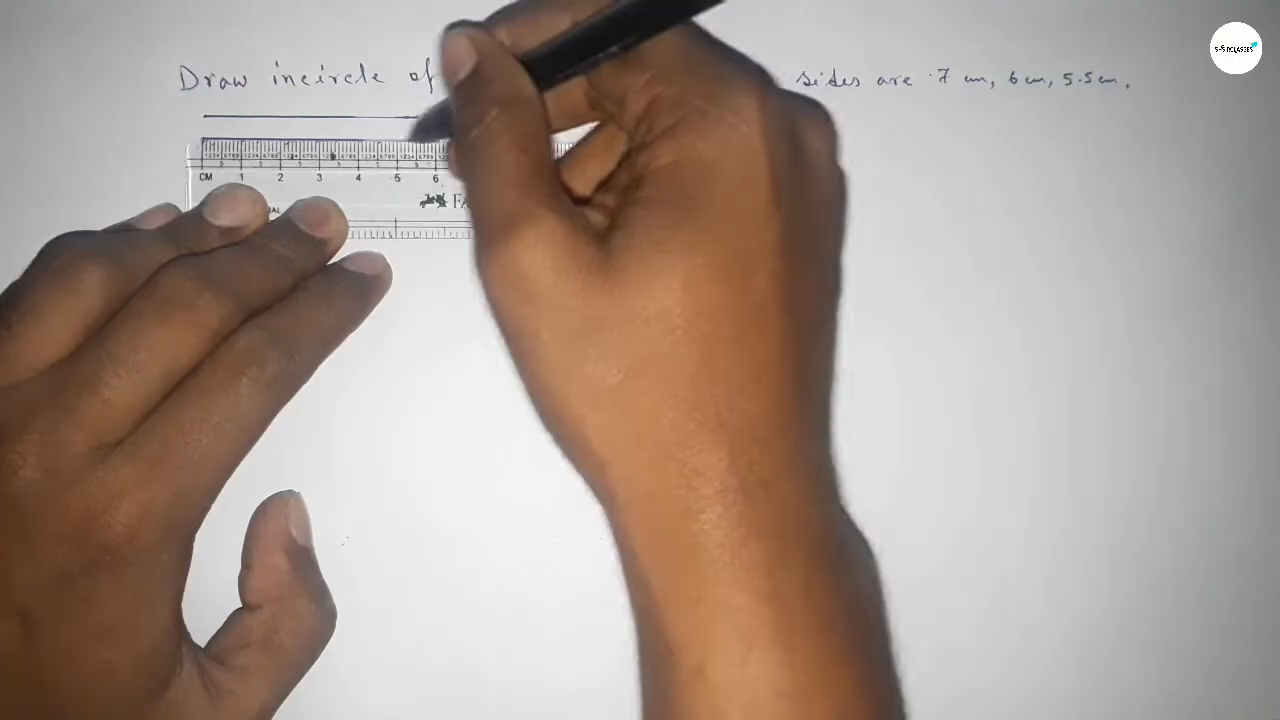 Draw incircle of sides are 7 cm, 6 cm, 5.5 cm.
CM 1 2 3 4 5 6
S-SIRCLASSES